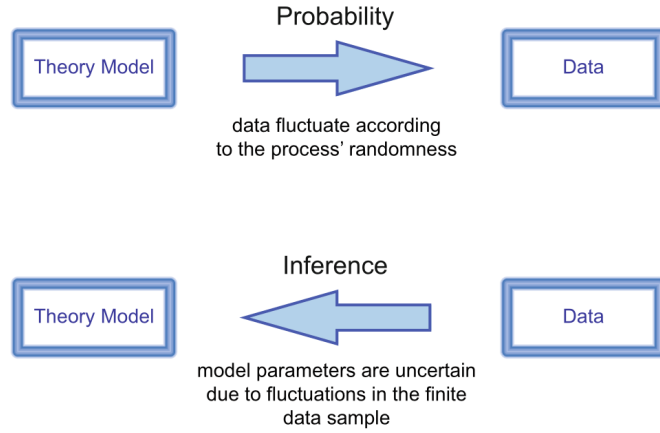 Probability
Theory Model
Data
data fluctuate according
to the process' randomness
Inference
Theory Model
Data
model parameters are uncertain
due to fluctuations in the finite
data sample